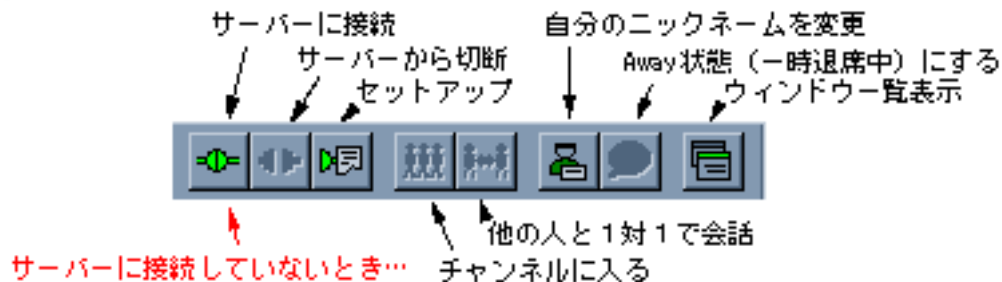 サーバーに接続
自分のニックネームを変更
サーバーから切断
Away状態（一時退席中）にする
セットアップ
ウィンドウ一覧表示
他の人と１対１で会話
サーバーに接続していないとき…
チャンネルに入る